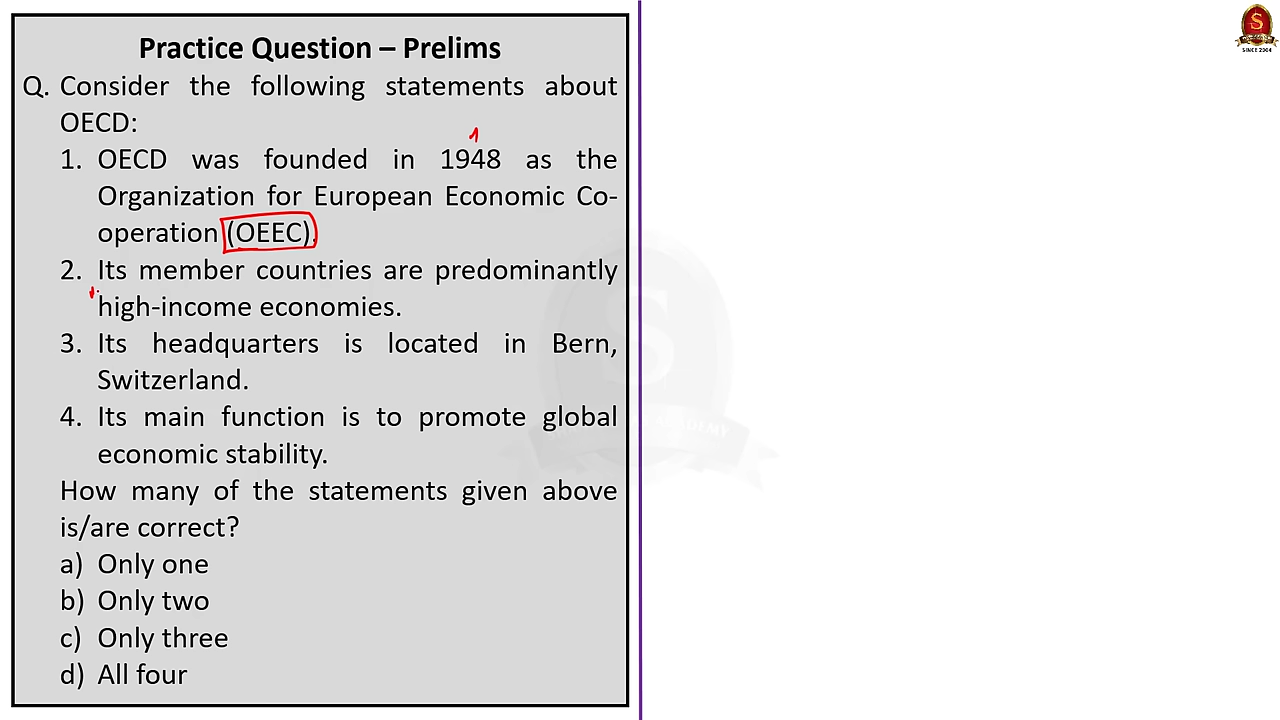 Practice Question – Prelims
Q. Consider the following statements about
OECD:
1. OECD was founded in 1948 as the
Organization for European Economic Co-
operation (OEEC).
2. Its member countries are predominantly
high-income economies.
3. Its headquarters is located in Bern,
Switzerland.
4. Its main function is to promote global
economic stability.
How many of the statements given above
is/are correct?
a) Only one
b) Only two
c) Only three
d) All four
S
SINCE 2004